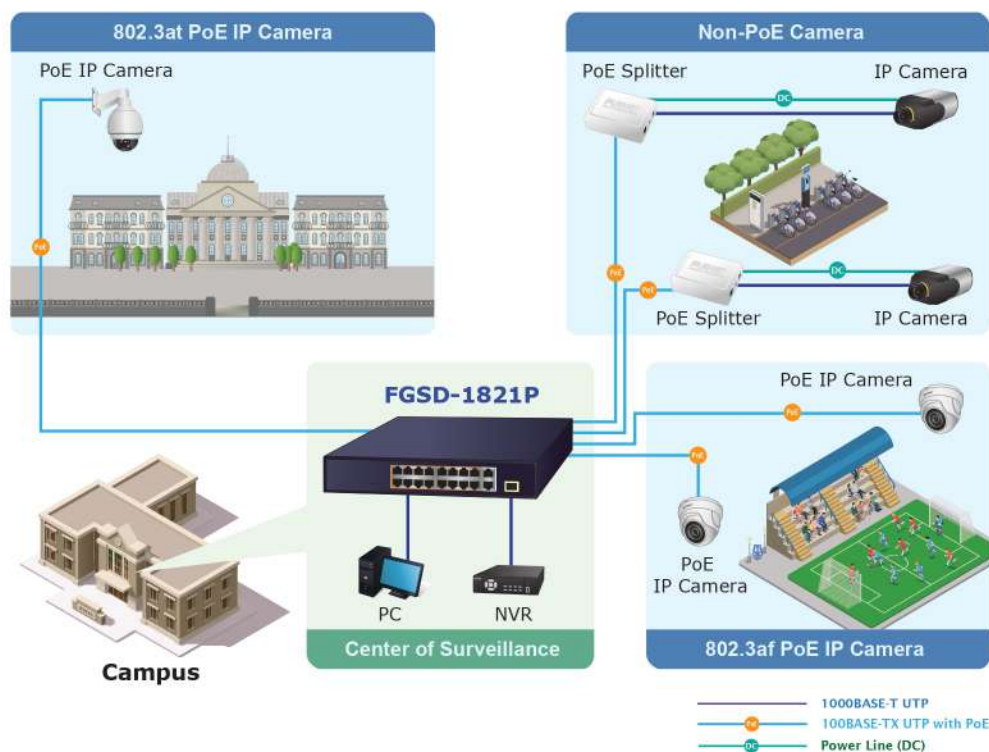 802.3at PoE IP Camera
PoE IP Camera
PoE
Non-PoE Camera
PoE Splitter
IP Camera
DC
PoE
DC
PoE
PoE Splitter
IP Camera
FGSD-1821P
PC
NVR
Center of Surveillance
Campus
PoE IP Camera
PoE
PoE
PoE
IP Camera
802.3af PoE IP Camera
1000BASE-T UTP
PoE
100BASE-TX UTP with PoE
DC
Power Line (DC)